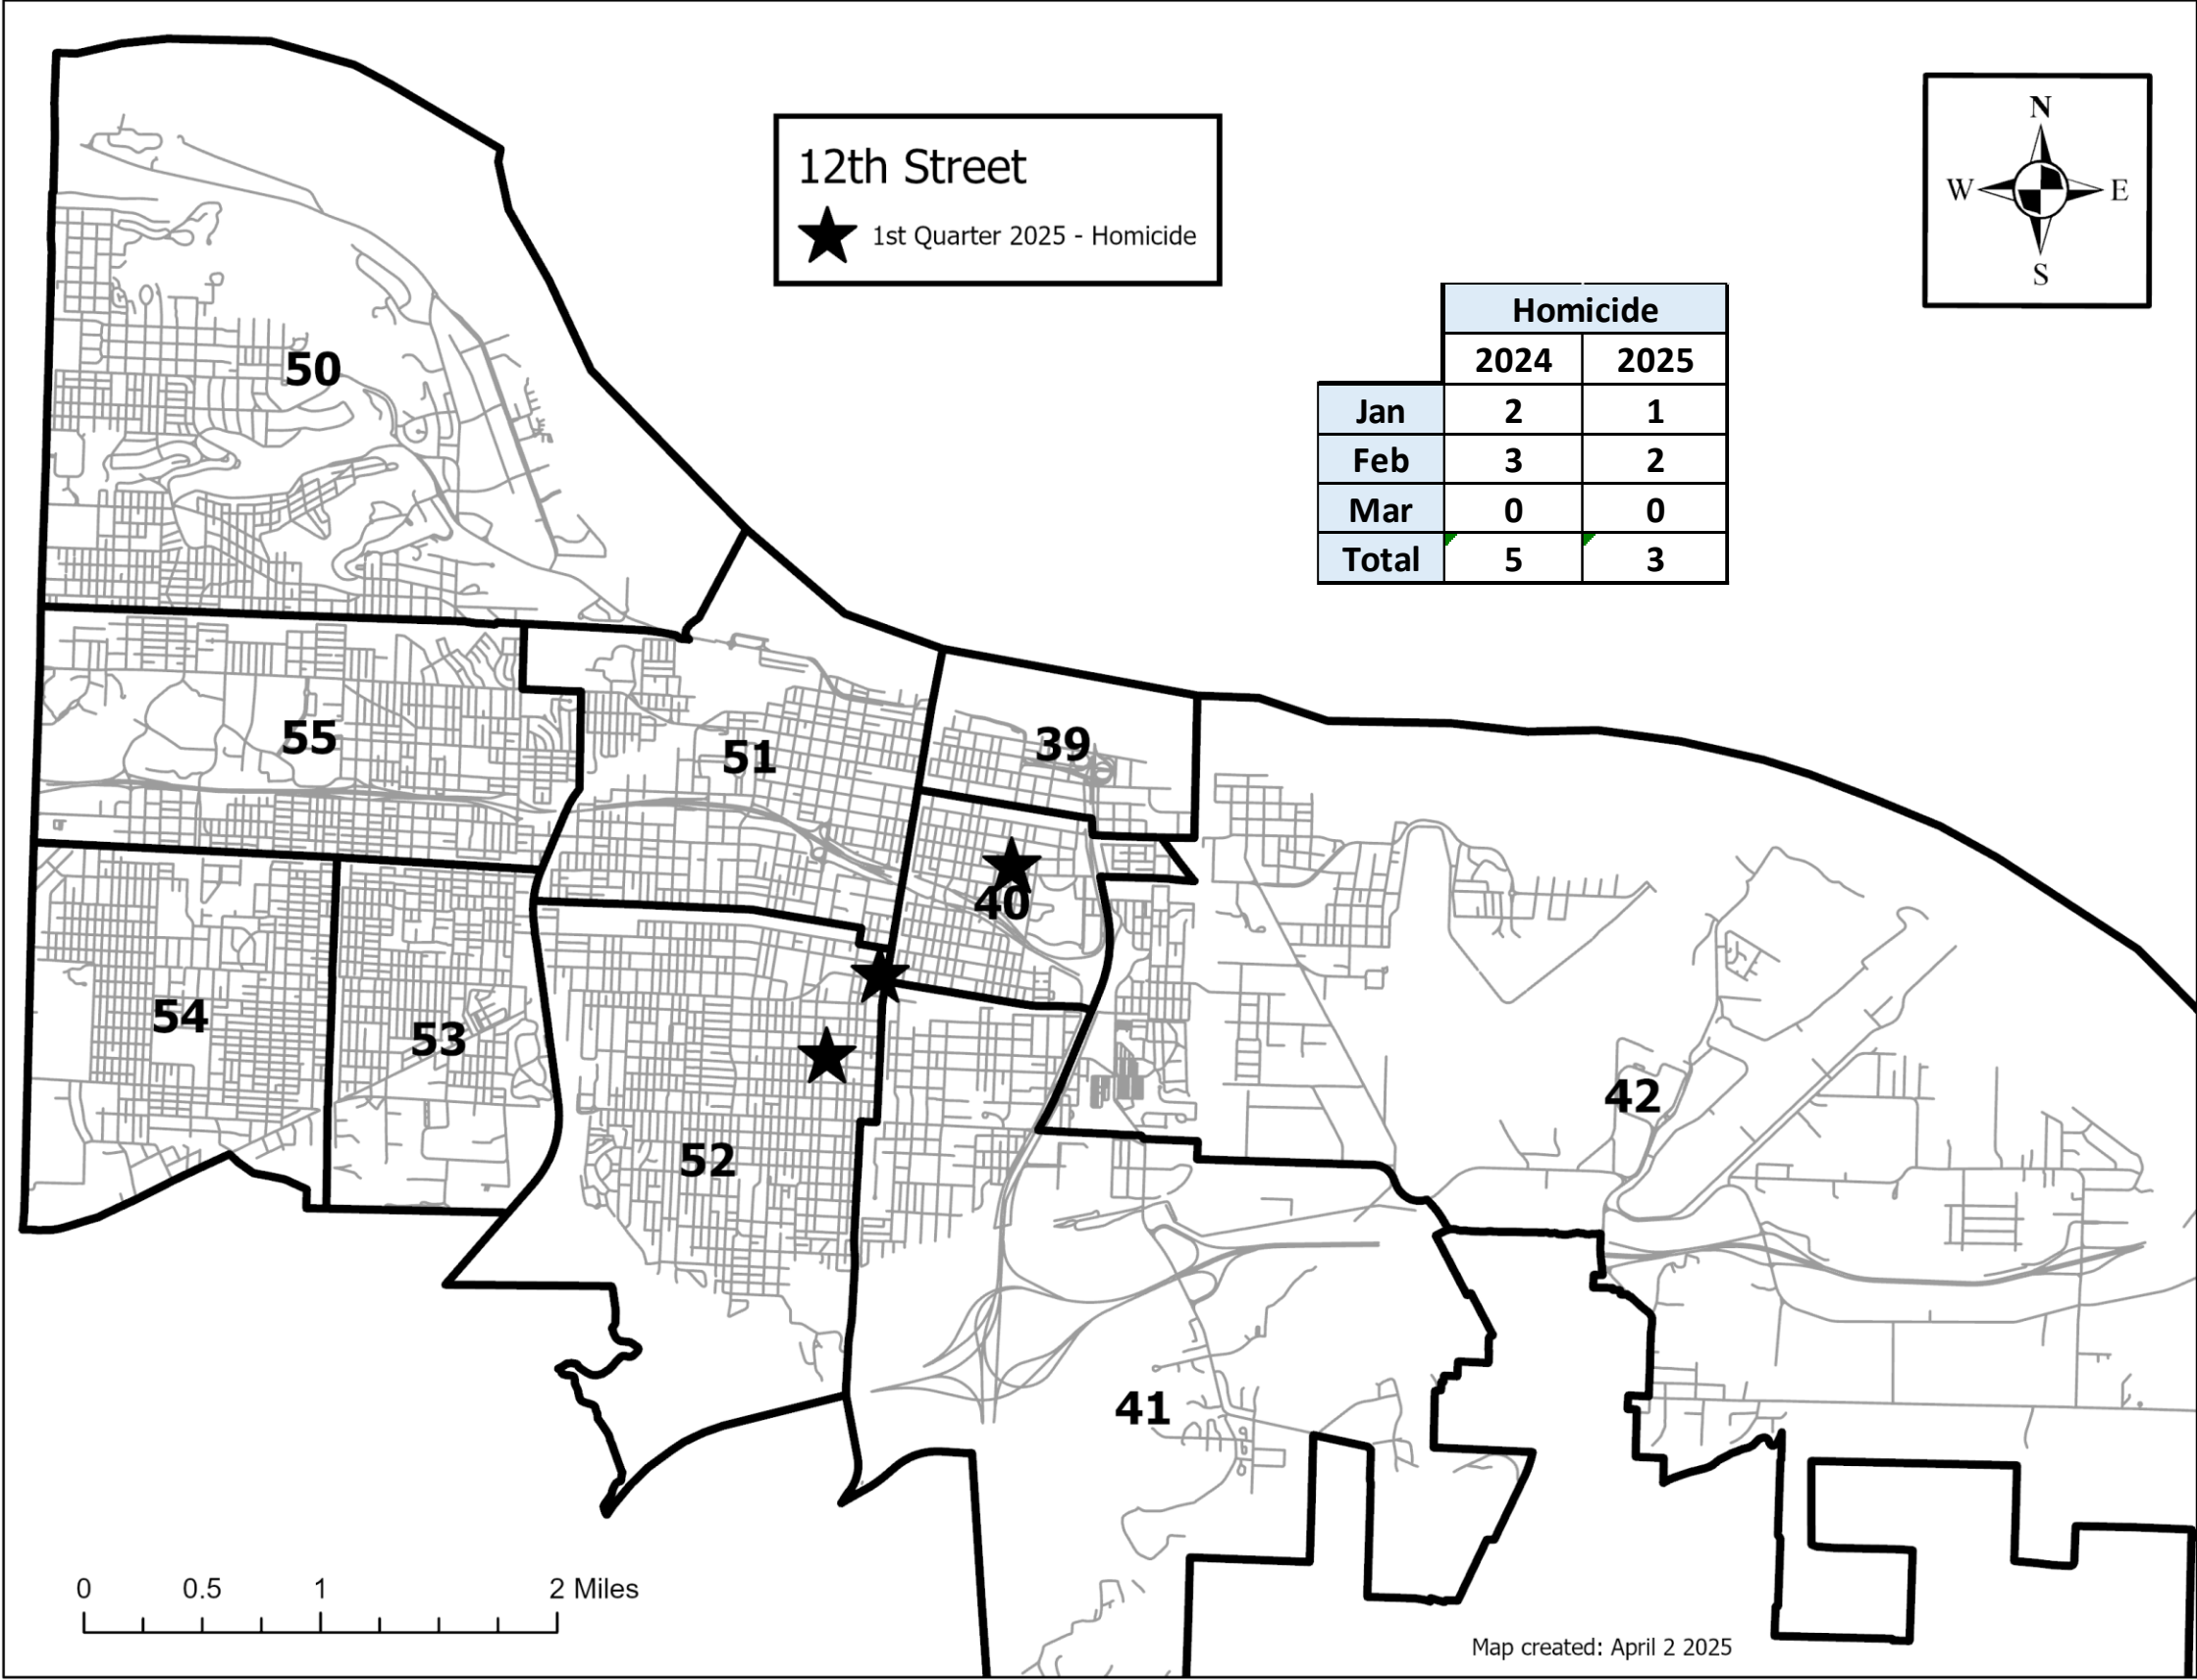 12th Street
1st Quarter 2025 - Homicide
N
W E
S
Homicide
2024 2025
Jan 2 1
Feb 3 2
Mar 0 0
Total 5 3
50
55
51
39
40
54
53
52
42
41
0 0.5 1 2 Miles
Map created: April 2 2025